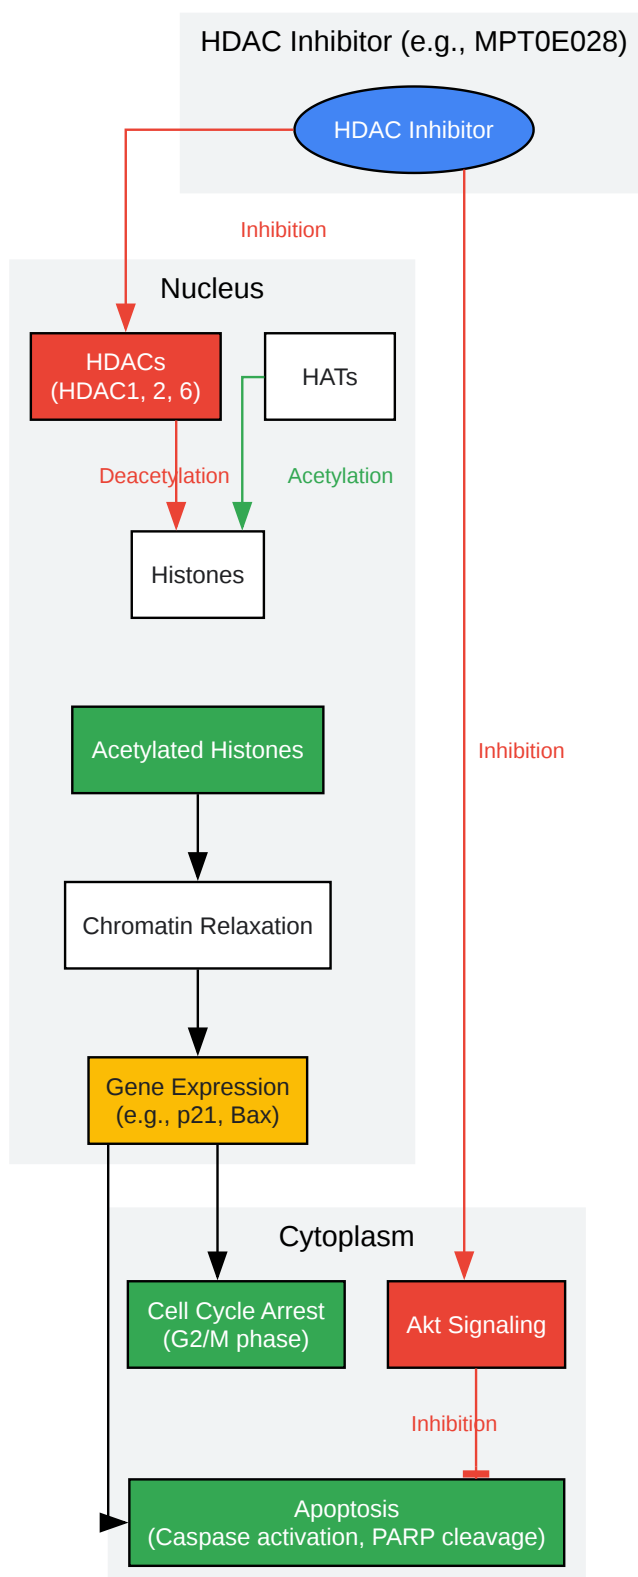 HDAC Inhibitor (e.g., MPT0E028)
HDAC Inhibitor
Inhibition
Nucleus
HDACs
(HDAC1, 2, 6)
HATs
Deacetylation
Acetylation
Histones
Acetylated Histones
Inhibition
Chromatin Relaxation
Gene Expression
(e.g., p21, Bax)
Cytoplasm
Cell Cycle Arrest
(G2/M phase)
Akt Signaling
Inhibition
Apoptosis
(Caspase activation, PARP cleavage)